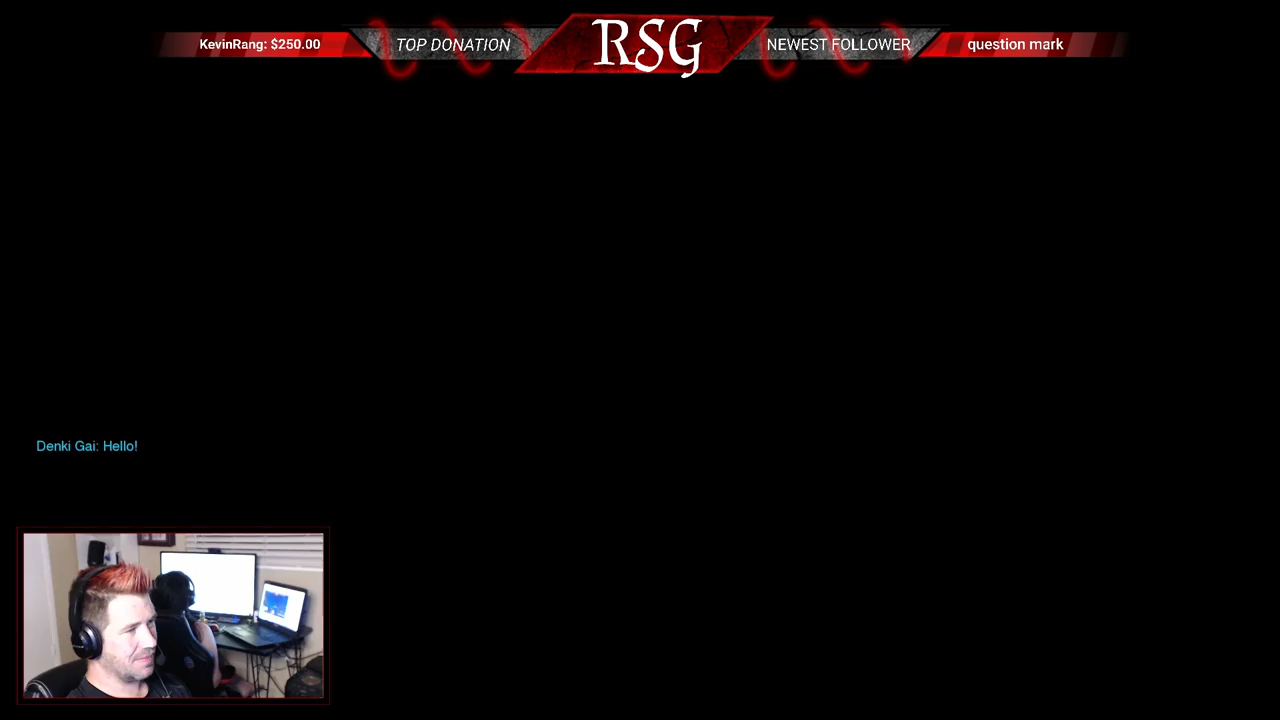 KevinRang: $250.00
TOP DONATION
RSG
NEWEST FOLLOWER
question mark
Denki Gai: Hello!